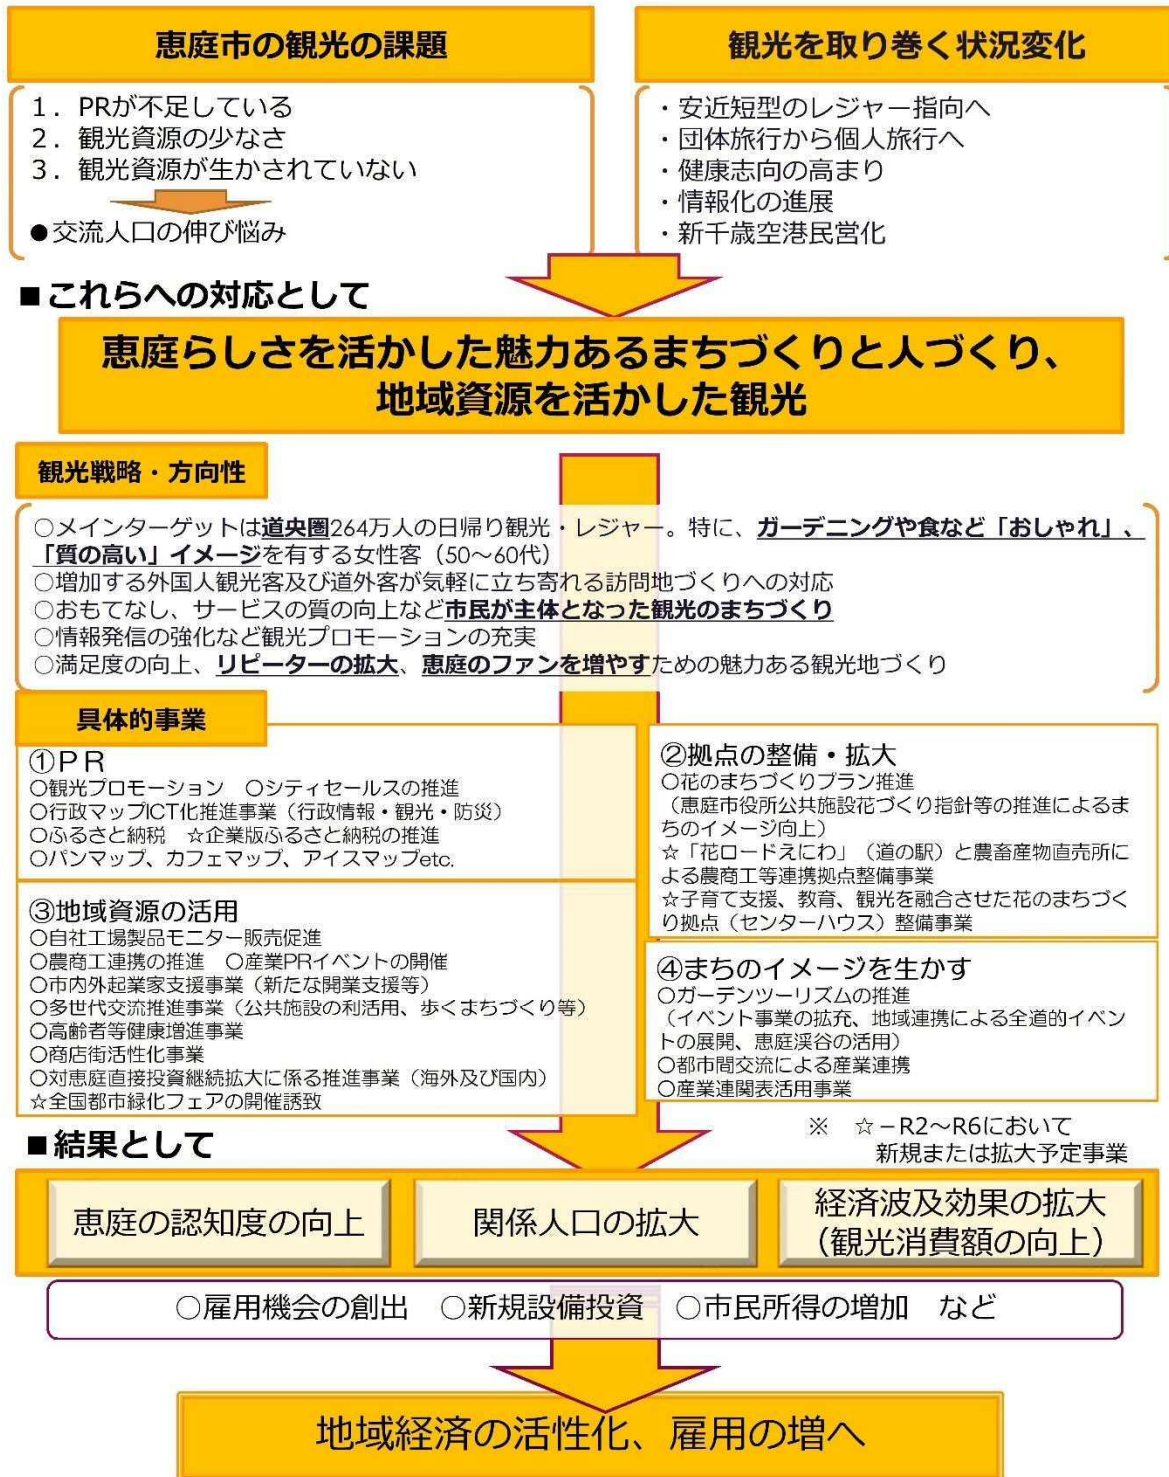 恵庭市の観光の課題
1．PRが不足している
2．観光資源の少なさ
3．観光資源が生かされていない
●交流人口の伸び悩み
観光を取り巻く状況変化
・安近短型のレジャー指向へ
・団体旅行から個人旅行へ
・健康志向の高まり
・情報化の進展
・新千歳空港民営化
■これらへの対応として
恵庭らしさを活かした魅力あるまちづくりと人づくり、
地域資源を活かした観光
観光戦略・方向性
○メインターゲットは道央圏264万人の日帰り観光・レジャー。特に、ガーデニングや食など「おしゃれ」、
「質の高い」イメージを有する女性客（50～60代）
○増加する外国人観光客及び道外客が気軽に立ち寄れる訪問地づくりへの対応
○おもてなし、サービスの質の向上など市民が主体となった観光のまちづくり
○情報発信の強化など観光プロモーションの充実
○満足度の向上、リピーターの拡大、恵庭のファンを増やすための魅力ある観光地づくり
具体的事業
①PR
○観光プロモーション　○シティセールスの推進
○行政マップICT化推進事業（行政情報・観光・防災）
○ふるさと納税　☆企業版ふるさと納税の推進
○パンマップ、カフェマップ、アイスマップetc.
②拠点の整備・拡大
○花のまちづくりプラン推進
（恵庭市役所公共施設花づくり指針等の推進によるま
ちのイメージ向上）
☆「花ロードえにわ」（道の駅）と農畜産物直売所に
よる農商工等連携拠点整備事業
☆子育て支援、教育、観光を融合させた花のまちづく
り拠点（センターハウス）整備事業
③地域資源の活用
○自社工場製品モニター販売促進
○農商工連携の推進　○産業PRイベントの開催
○市内外起業家支援事業（新たな開業支援等）
○多世代交流推進事業（公共施設の利活用、歩くまちづくり等）
○高齢者等健康増進事業
○商店街活性化事業
○対恵庭直接投資継続拡大に係る推進事業（海外及び国内）
☆全国都市緑化フェアの開催誘致
④まちのイメージを生かす
○ガーデンツーリズムの推進
（イベント事業の拡充、地域連携による全道的イベン
トの展開、恵庭渓谷の活用）
○都市間交流による産業連携
○産業連関表活用事業
※　☆－R2～R6において
新規または拡大予定事業
■結果として
恵庭の認知度の向上
関係人口の拡大
経済波及効果の拡大
（観光消費額の向上）
○雇用機会の創出　○新規設備投資　○市民所得の増加　など
地域経済の活性化、雇用の増へ